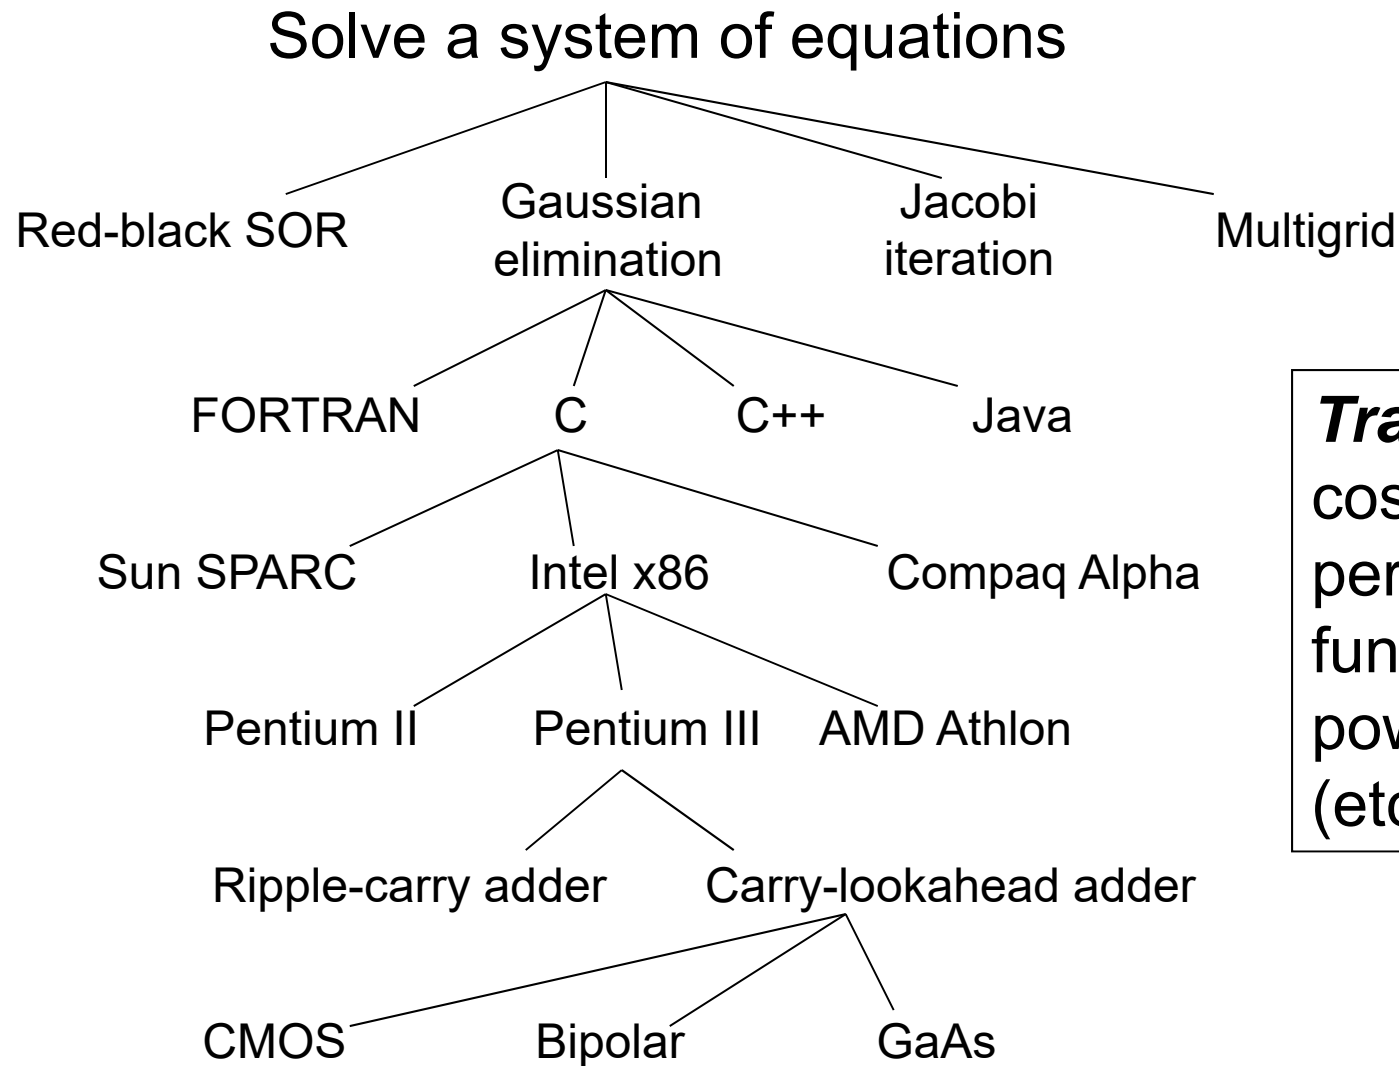 Solve a system of equations
Red-black SOR
Gaussian
elimination
Jacobi
iteration
Multigrid
FORTRAN C C++ Java
Sun SPARC Intel x86 Compaq Alpha
Pentium II Pentium III AMD Athlon
Ripple-carry adder Carry-lookahead adder
CMOS Bipolar GaAs